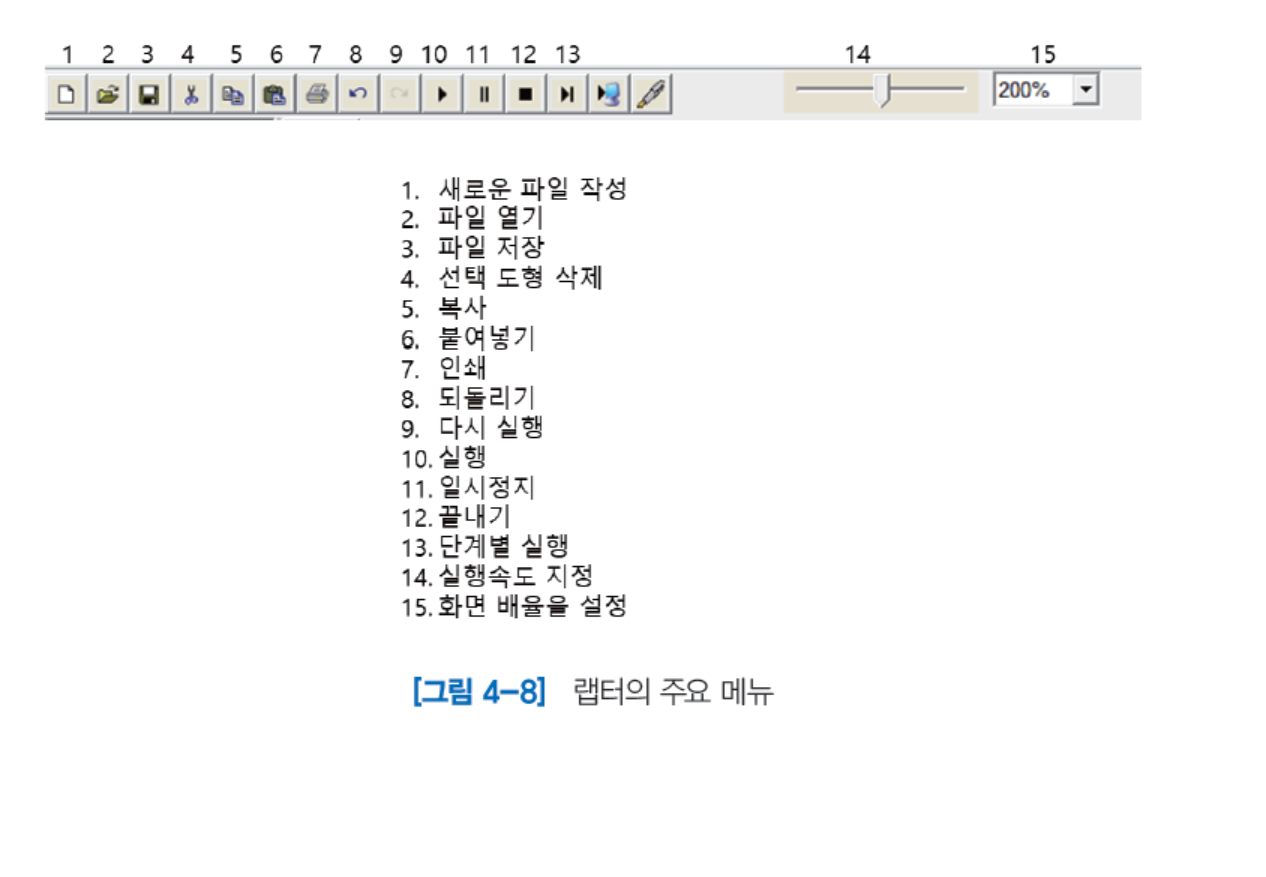 1 2 3 4 5 6 7 8 9 10 11 12 13 14 15
200%
1. 새로운 파일 작성
2. 파일 열기
3. 파일 저장
4. 선택 도형 삭제
5. 복사
6. 붙여넣기
7. 인쇄
8. 되돌리기
9. 다시 실행
10. 실행
11. 일시정지
12. 끝내기
13. 단계별 실행
14. 실행속도 지정
15. 화면 배율을 설정
[그림 4-8] 랩터의 주요 메뉴